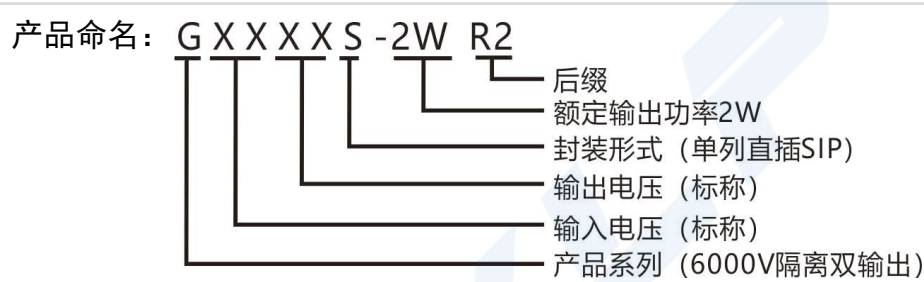 产品命名：GXXXXS-2W R2
后缀
额定输出功率2W
封装形式（单列直插SIP）
输出电压（标称）
输入电压（标称）
产品系列（6000V隔离双输出）